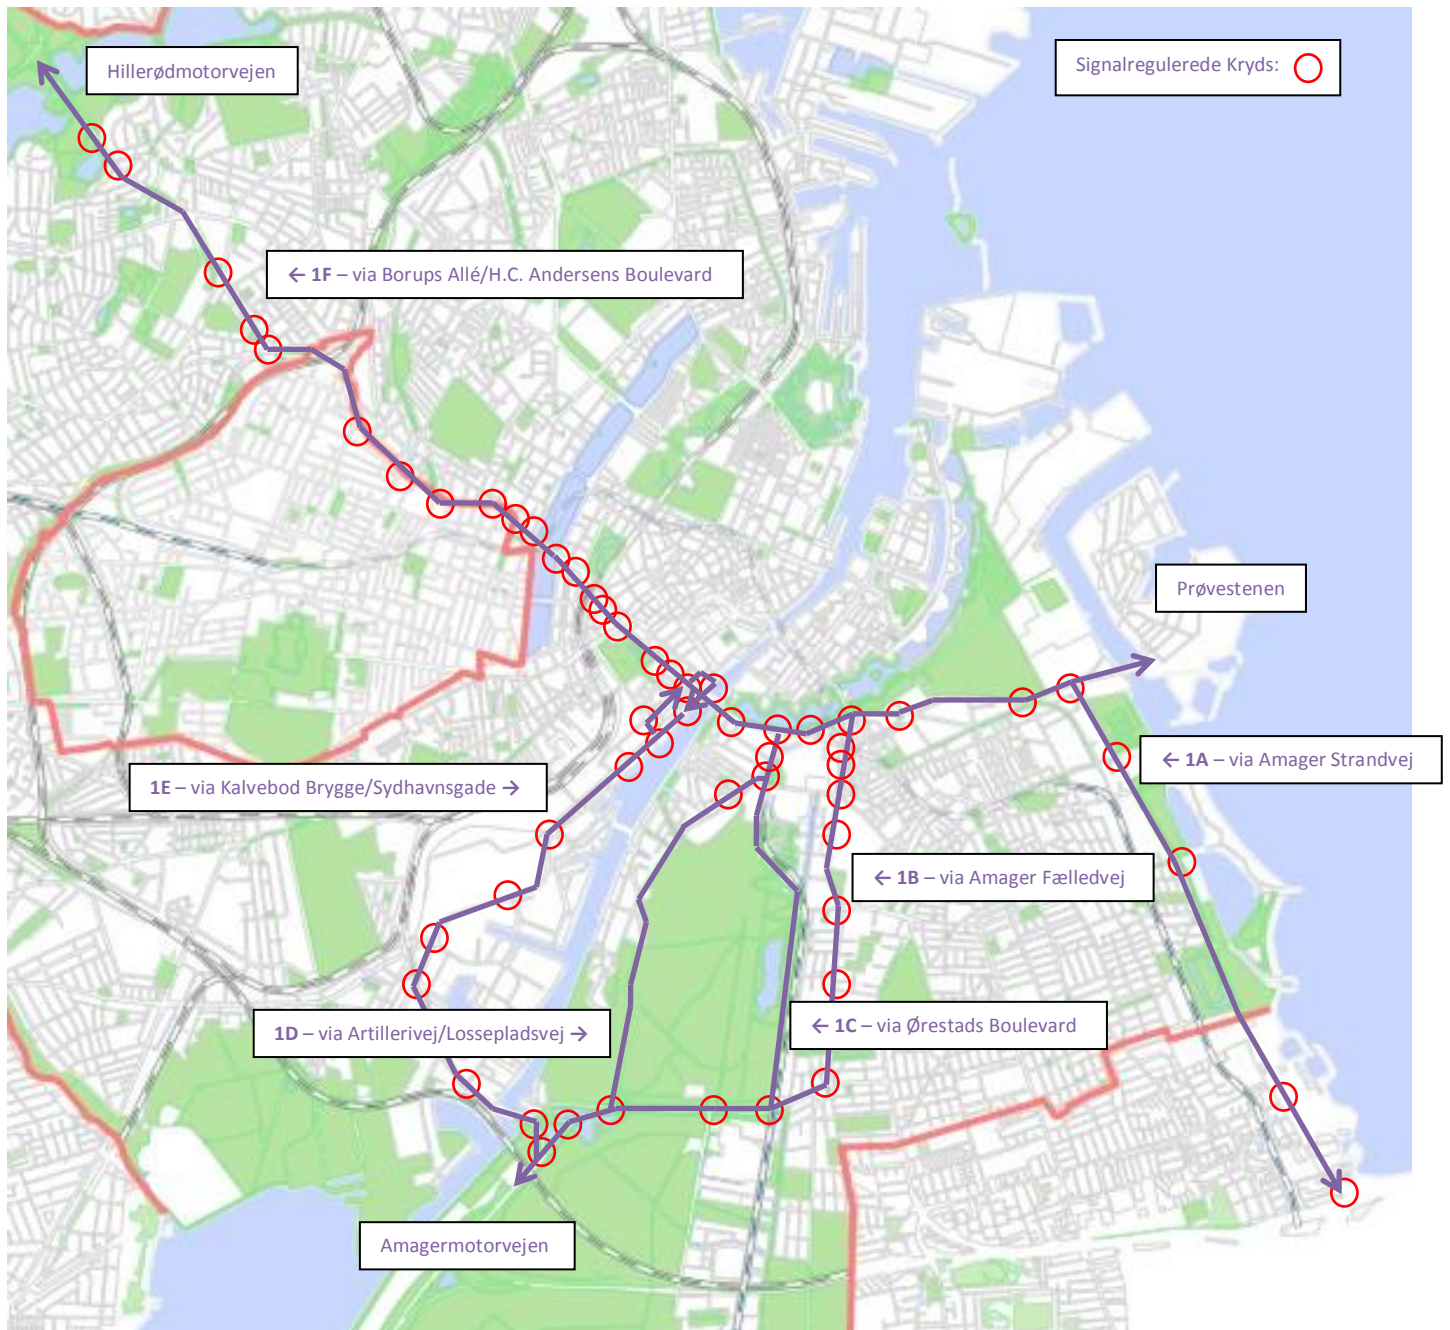 Hillerødmotorvejen
Signalregulerede Kryds:
← 1F – via Borups Allé/H.C. Andersens Boulevard
Prøvestenen
← 1A – via Amager Strandvej
1E – via Kalvebod Brygge/Sydhavnsgade →
← 1B – via Amager Fælledvej
1D – via Artillerivej/Lossepladsvej →
← 1C – via Ørestads Boulevard
Amagermotorvejen